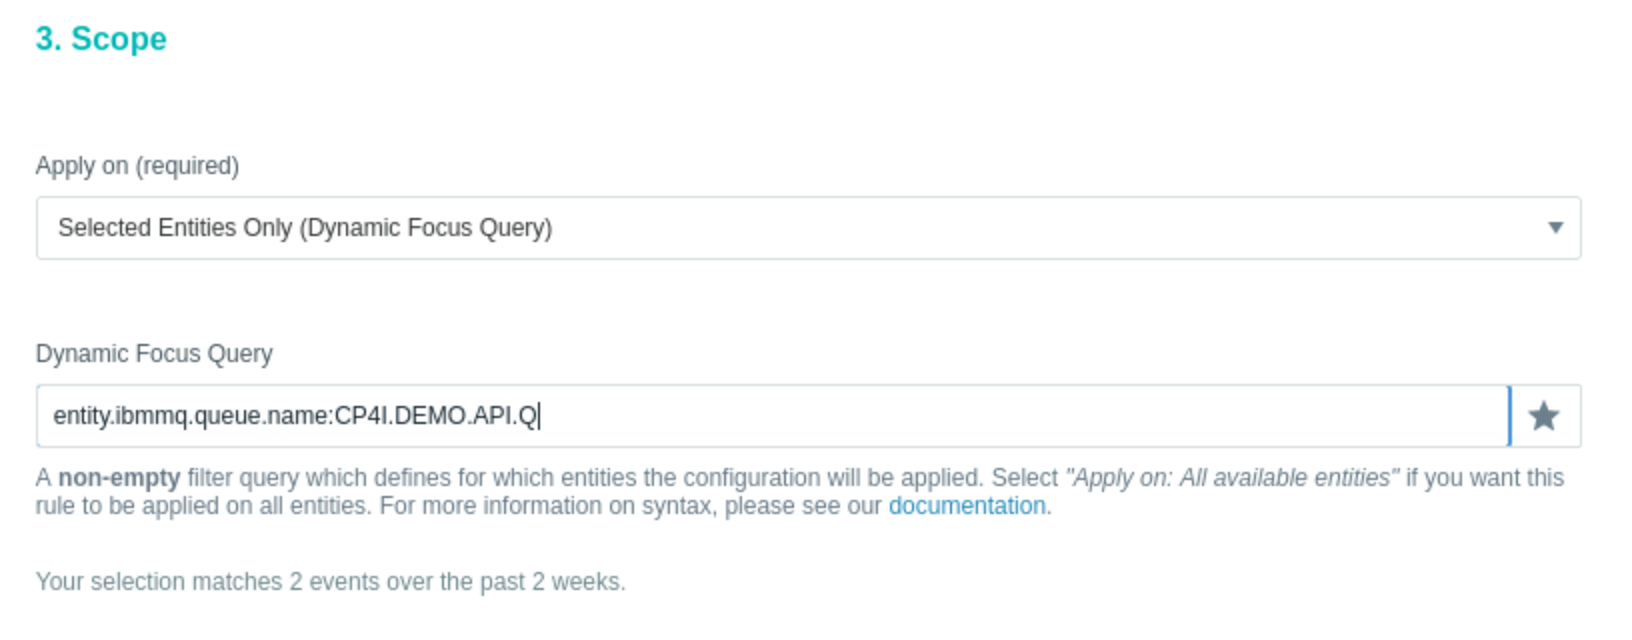 3. Scope
Apply on (required)
Selected Entities Only (Dynamic Focus Query)
Dynamic Focus Query
entity.ibmmq.queue.name:CP4I.DEMO.API.Q
A non-empty filter query which defines for which entities the configuration will be applied. Select "Apply on: All available entities" if you want this
rule to be applied on all entities. For more information on syntax, please see our documentation.
Your selection matches 2 events over the past 2 weeks.